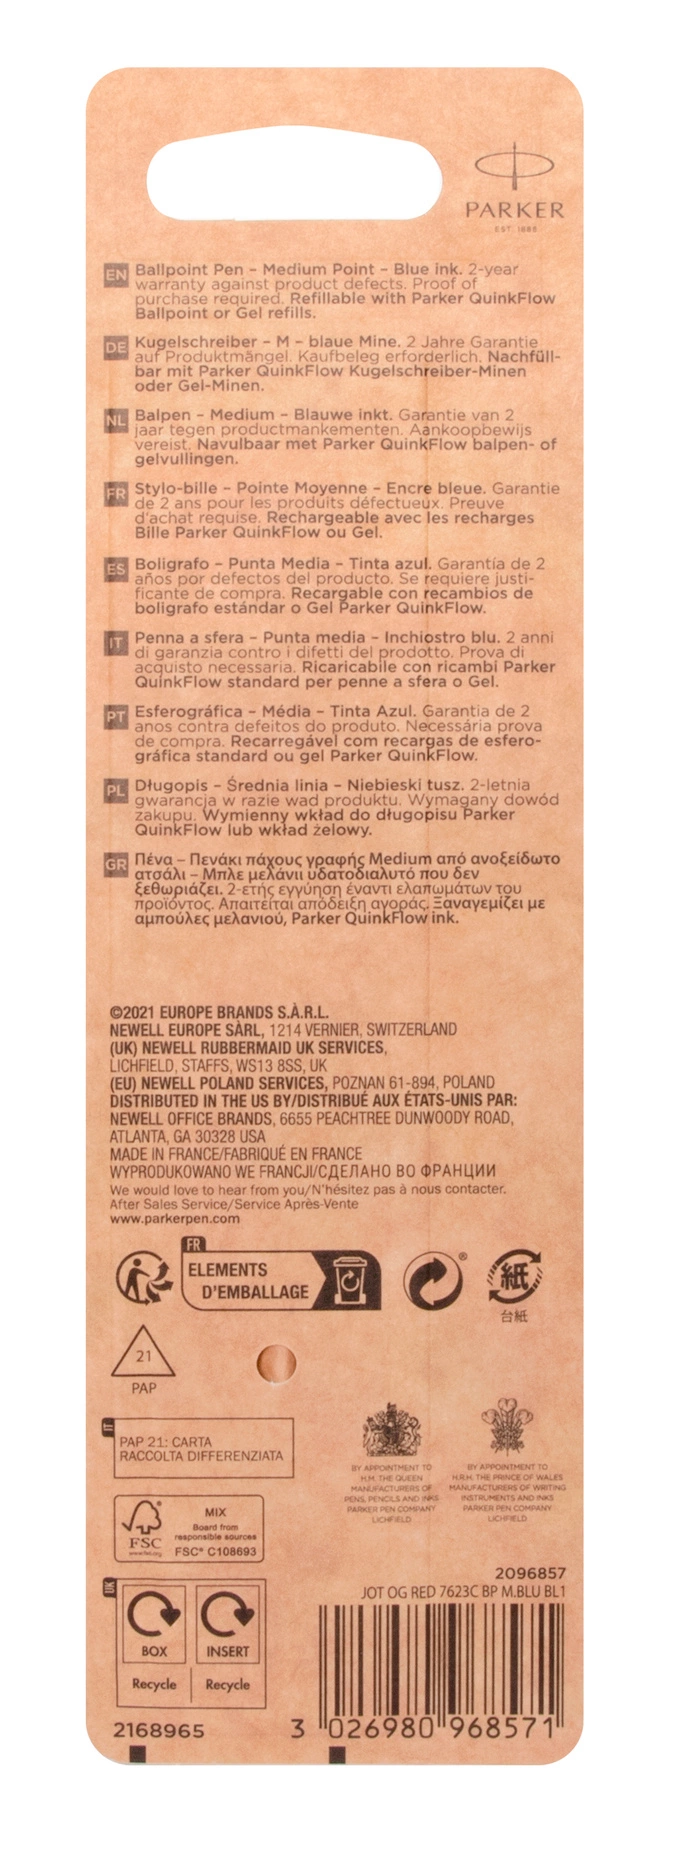 PARKER
EST. 1888
EN Ballpoint Pen – Medium Point – Blue ink. 2-year
warranty against product defects. Proof of
purchase required. Refillable with Parker QuinkFlow
Ballpoint or Gel refills.
DE Kugelschreiber – M – blaue Mine. 2 Jahre Garantie
auf Produktmängel. Kaufbeleg erforderlich. Nachfüll-
bar mit Parker QuinkFlow Kugelschreiber-Minen
oder Gel-Minen.
NL Balpen – Medium – Blauwe inkt. Garantie van 2
jaar tegen productmankementen. Aankoopbewijs
vereist. Navulbaar met Parker QuinkFlow balpen- of
gelvullingen.
FR Stylo-bille – Pointe Moyenne – Encre bleue. Garantie
de 2 ans pour les produits défectueux. Preuve
d'achat requise. Rechargeable avec les recharges
Bille Parker QuinkFlow ou Gel.
ES Boligrafo – Punta Media – Tinta azul. Garantía de 2
años por defectos del producto. Se requiere justi-
ficante de compra. Recargable con recambios de
boligrafo estándar o Gel Parker QuinkFlow.
IT Penna a sfera – Punta media – Inchiostro blu. 2 anni
di garanzia contro i difetti del prodotto. Prova di
acquisto necessaria. Ricaricabile con ricambi Parker
QuinkFlow standard per penne a sfera o Gel.
PT Esferográfica – Média – Tinta Azul. Garantia de 2
anos contra defeitos do produto. Necessária prova
de compra. Recarregável com recargas de esfero-
gráfica standard ou gel Parker QuinkFlow.
PL Długopis – Średnia linia – Niebieski tusz. 2-letnia
gwarancja w razie wad produktu. Wymagany dowód
zakupu. Wymienny wkład do długopisu Parker
QuinkFlow lub wkład żelowy.
GR Πένα – Πενάκι πάχους γραφής Medium από ανοξείδωτο
ατσάλι – Μπλε μελάνιι υδατοδιαλυτό που δεν
ξεθωριάζει. 2-ετής εγγύηση έναντι ελαπωμάτων του
προϊόντος. Απαιτείται απόδειξη αγοράς. Ξαναγεμίζει με
αμπούλες μελανιού, Parker QuinkFlow ink.
©2021 EUROPE BRANDS S.À.R.L.
NEWELL EUROPE SÀRL, 1214 VERNIER, SWITZERLAND
(UK) NEWELL RUBBERMAID UK SERVICES,
LICHFIELD, STAFFS, WS13 8SS, UK
(EU) NEWELL POLAND SERVICES, POZNAN 61-894, POLAND
DISTRIBUTED IN THE US BY/DISTRIBUÉ AUX ÉTATS-UNIS PAR:
NEWELL OFFICE BRANDS, 6655 PEACHTREE DUNWOODY ROAD,
ATLANTA, GA 30328 USA
MADE IN FRANCE/FABRIQUÉ EN FRANCE
WYPRODUKOWANO WE FRANCJI/СДЕЛАНО ВО ФРАНЦИИ
We would love to hear from you/N'hésitez pas à nous contacter.
After Sales Service/Service Après-Vente
www.parkerpen.com
FR
ELEMENTS
D'EMBALLAGE
®
紙
台紙
21
PAP
IT
PAP 21: CARTA
RACCOLTA DIFFERENZIATA
BY APPOINTMENT TO
H.M. THE QUEEN
MANUFACTURERS OF
PENS, PENCILS AND INKS
PARKER PEN COMPANY
LICHFIELD
BY APPOINTMENT TO
H.R.H. THE PRINCE OF WALES
MANUFACTURERS OF WRITING
INSTRUMENTS AND INKS
PARKER PEN COMPANY
LICHFIELD
FSC
www.fsc.org
MIX
Board from
responsible sources
FSC® C108693
UK
BOX
INSERT
Recycle
Recycle
2168965
2096857
JOT OG RED 7623C BP M.BLU BL1
3 026980 968571